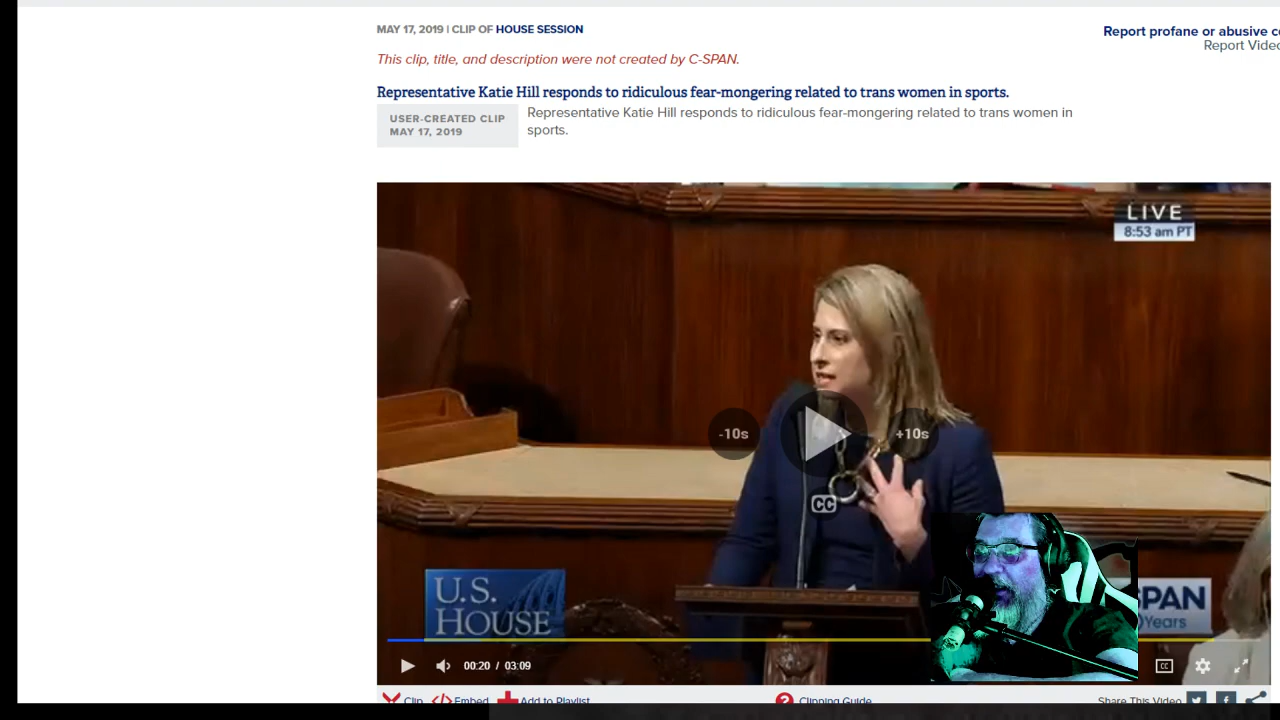 MAY 17, 2019 | CLIP OF HOUSE SESSION
Report profane or abusive
Report Video
This clip, title, and description were not created by C-SPAN.
Representative Katie Hill responds to ridiculous fear-mongering related to trans women in sports.
USER-CREATED CLIP
MAY 17, 2019
Representative Katie Hill responds to ridiculous fear-mongering related to trans women in
sports.
LIVE
8:53 am PT
-10s
+10s
CC
U.S.
HOUSE
SPAN
Years
00:20 / 03:09
CC
Clip
Embed
Add to Playlist
Clipping Guide
Share This Video